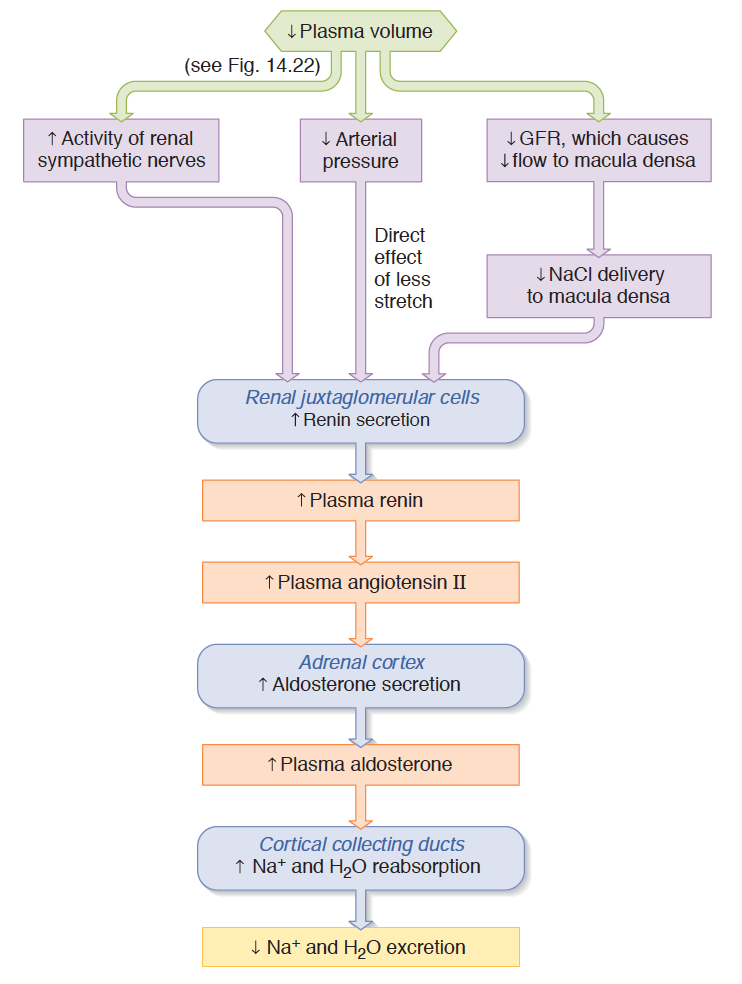 ↓Plasma volume
(see Fig. 14.22)
↑Activity of renal
sympathetic nerves
↓Arterial
pressure
↓GFR, which causes
↓flow to macula densa
Direct
effect
of less
stretch
↓NaCl delivery
to macula densa
Renal juxtaglomerular cells
↑Renin secretion
↑Plasma renin
↑Plasma angiotensin II
Adrenal cortex
↑Aldosterone secretion
↑Plasma aldosterone
Cortical collecting ducts
↑ Na⁺ and H₂O reabsorption
↓ Na⁺ and H₂O excretion